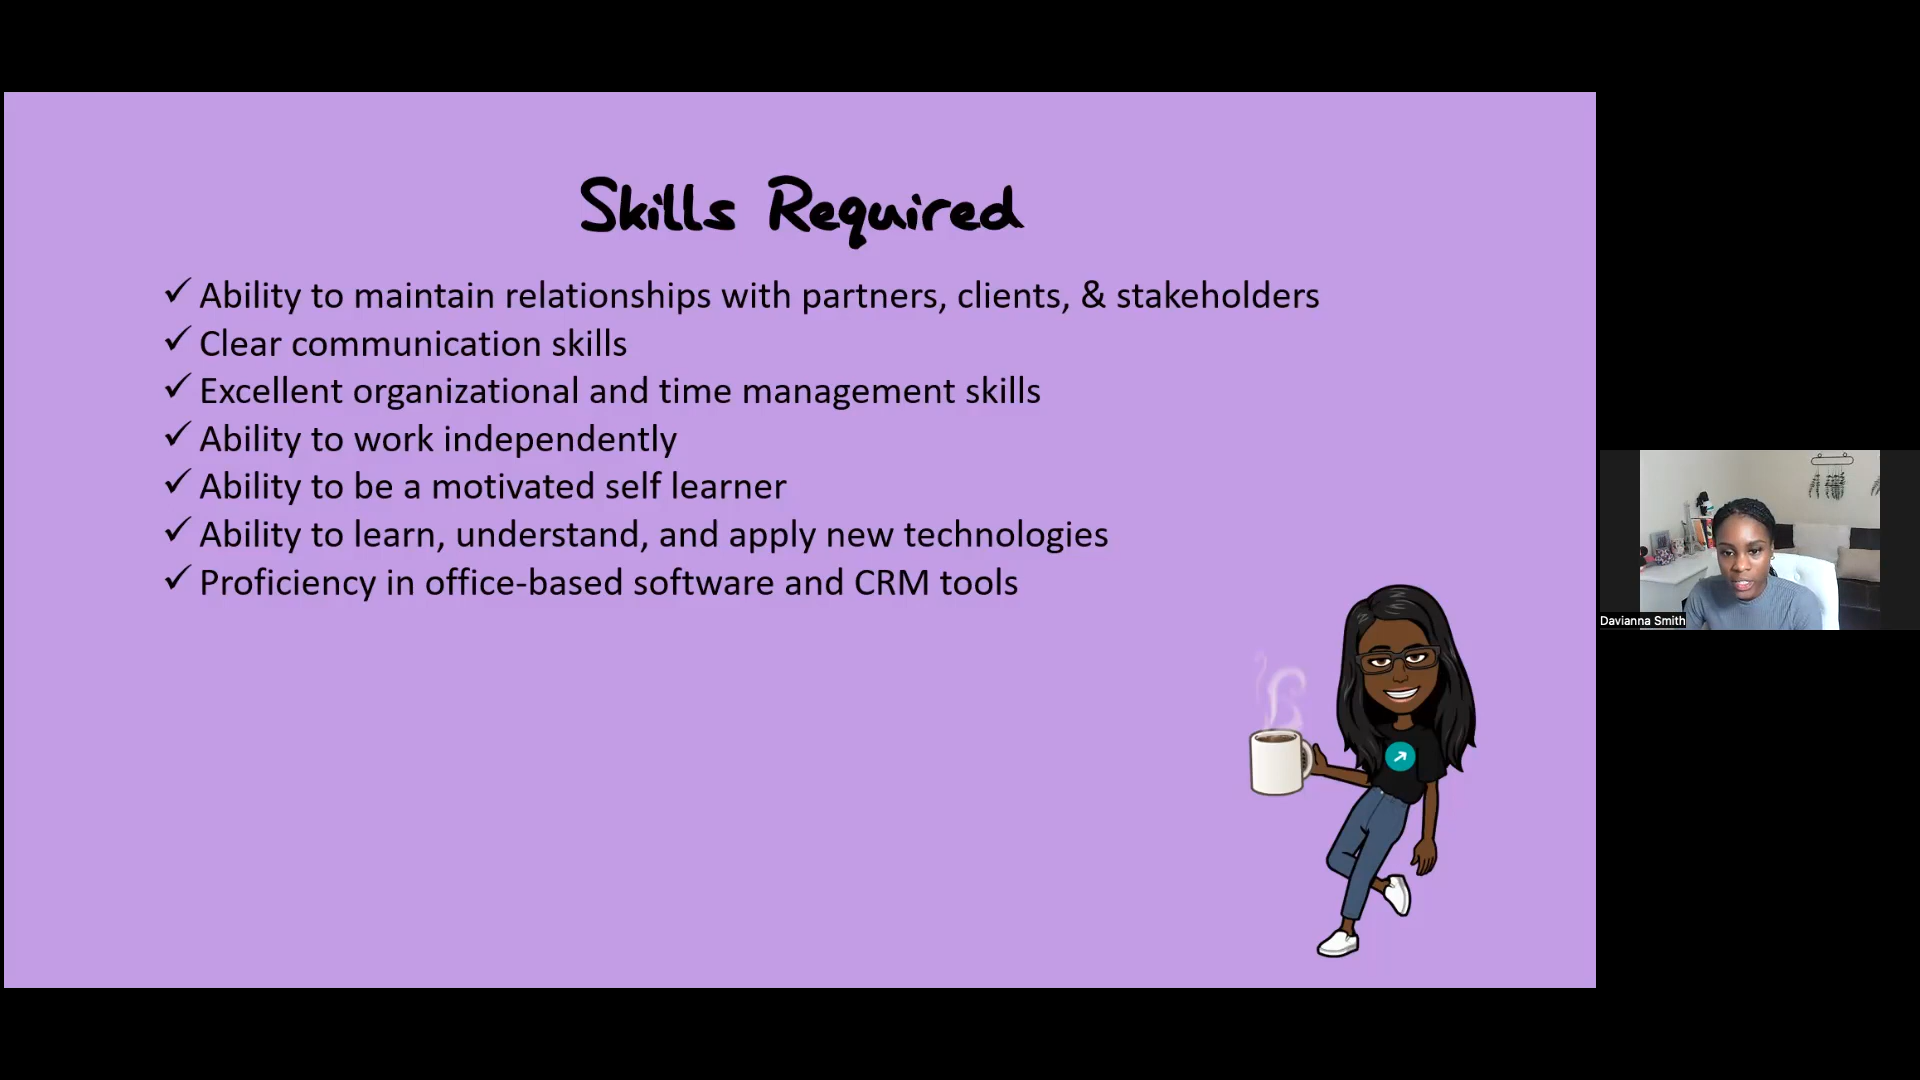 Skills Required
Ability to maintain relationships with partners, clients, & stakeholders
Clear communication skills
Excellent organizational and time management skills
Ability to work independently
Ability to be a motivated self learner
Ability to learn, understand, and apply new technologies
Proficiency in office-based software and CRM tools
Davianna Smith